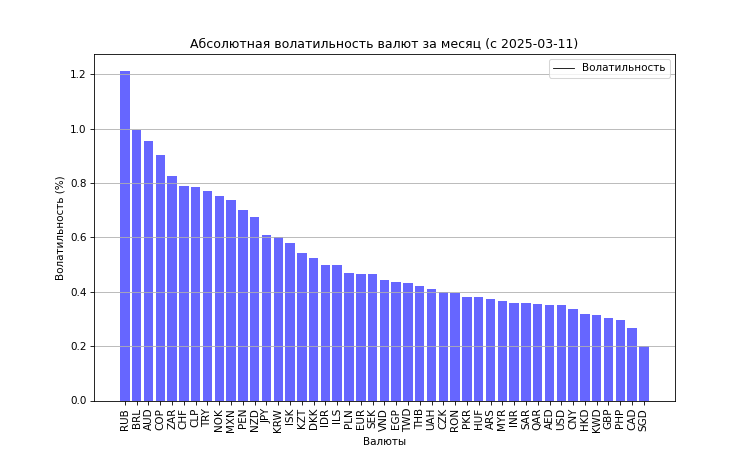 Абсолютная волатильность валют за месяц (с 2025-03-11)
Волатильность
Волатильность (%)
1.2
1.0
0.8
0.6
0.4
0.2
0.0
RUB BRL AUD COP ZAR CHF CLP TRY NOK MXN PEN NZD JPY KRW ISK KZT DKK IDR ILS PLN EUR SEK VND EGP TWD THB UAH CZK RON PKR HUF ARS MYR INR SAR QAR AED USD CNY HKD KWD GBP PHP CAD SGD
Валюты